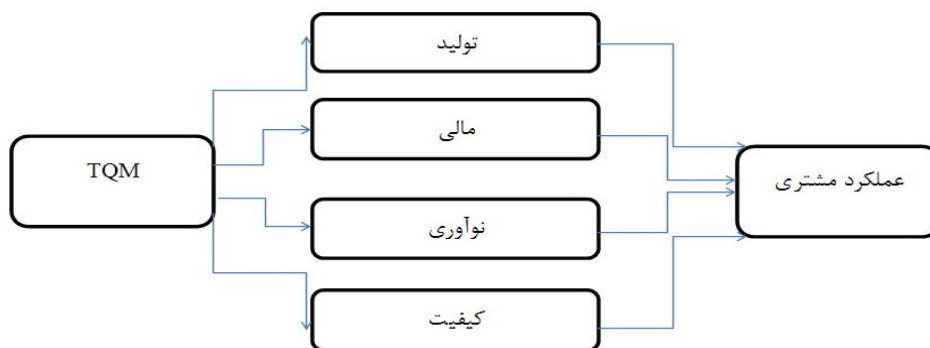 تولید
مالی
TQM
عملکرد مشتری
نوآوری
کیفیت